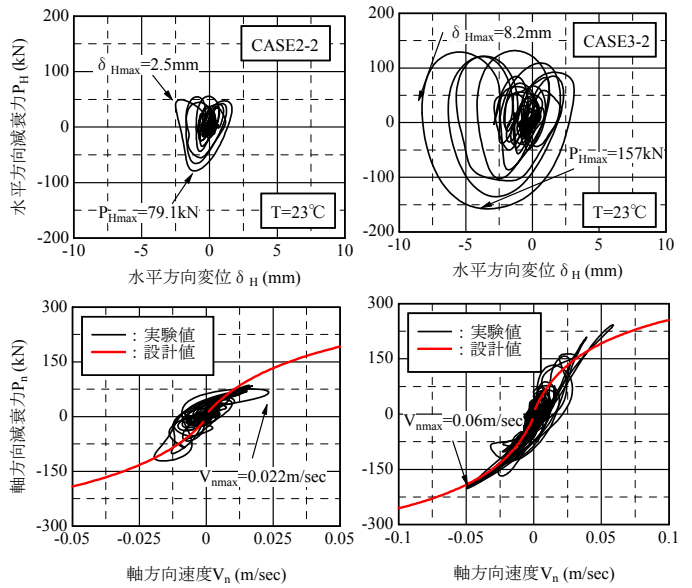 水平方向減衰力P_H (kN)
200
100
0
-100
-200
CASE2-2
δ_Hmax=2.5mm
P_Hmax=79.1kN
T=23℃
-10
-5
0
5
10
水平方向変位 δ_H (mm)
200
100
0
-100
-200
δ_Hmax=8.2mm
CASE3-2
P_Hmax=157kN
T=23℃
-10
-5
0
5
10
水平方向変位 δ_H (mm)
軸方向減衰力P_n (kN)
300
150
0
-150
-300
: 実験値
: 設計値
V_nmax=0.022m/sec
-0.05
-0.025
0
0.025
0.05
軸方向速度V_n (m/sec)
300
150
0
-150
-300
: 実験値
: 設計値
V_nmax=0.06m/sec
-0.1
-0.05
0
0.05
0.1
軸方向速度V_n (m/sec)